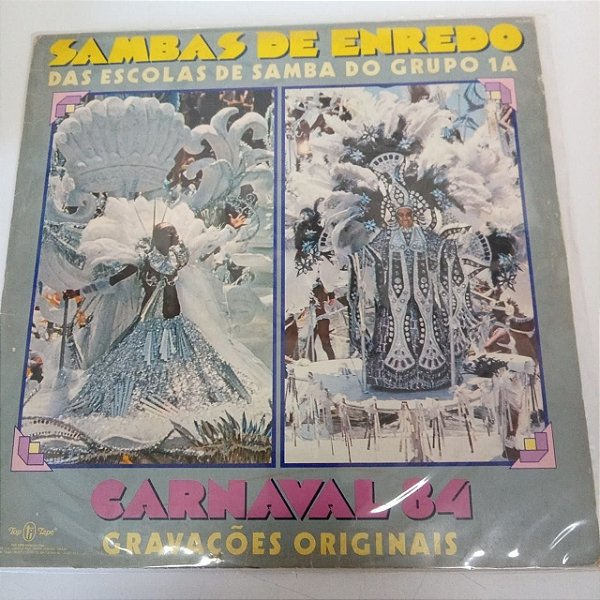 SAMBAS DE ENREDO
DAS ESCOLAS DE SAMBA DO GRUPO 1A
CARNAVAL 84
GRAVAÇÕES ORIGINAIS
Top Tape